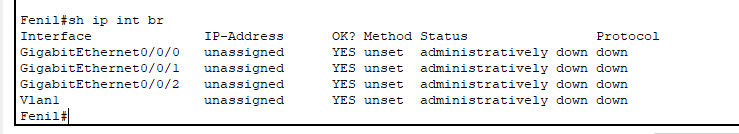 Fenil#sh ip int br
Interface IP-Address OK? Method Status Protocol
GigabitEthernet0/0/0 unassigned YES unset administratively down down
GigabitEthernet0/0/1 unassigned YES unset administratively down down
GigabitEthernet0/0/2 unassigned YES unset administratively down down
Vlan1 unassigned YES unset administratively down down
Fenil#